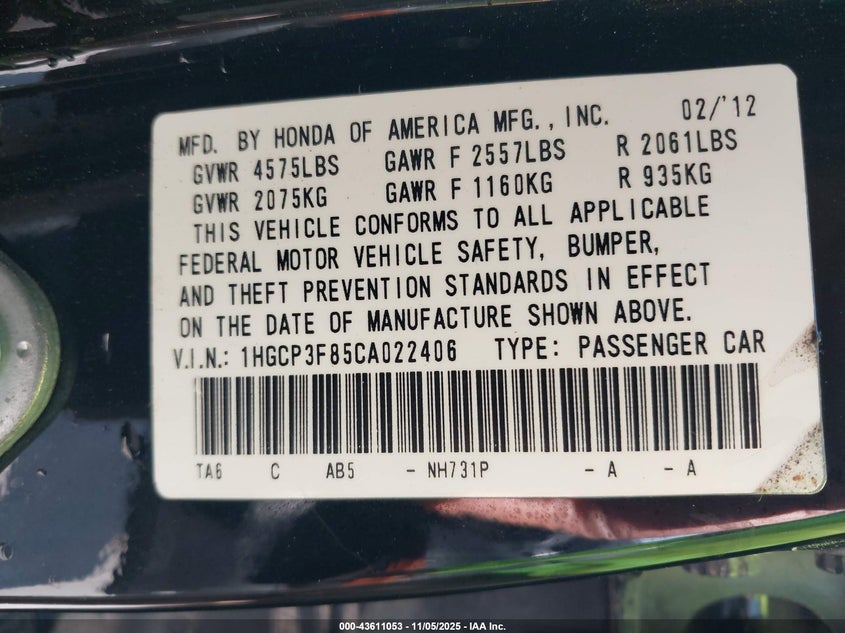 MFD. BY HONDA OF AMERICA MFG., INC. 02/'12
GVWR 4575LBS GAWR F 2557LBS R 2061LBS
GVWR 2075KG GAWR F 1160KG R 935KG
THIS VEHICLE CONFORMS TO ALL APPLICABLE
FEDERAL MOTOR VEHICLE SAFETY, BUMPER,
AND THEFT PREVENTION STANDARDS IN EFFECT
ON THE DATE OF MANUFACTURE SHOWN ABOVE.
V.I.N.: 1HGCP3F85CA022406 TYPE: PASSENGER CAR
TA6 C AB5 - NH731P - A - A
000-43611053 - 11/05/2025 - IAA Inc.